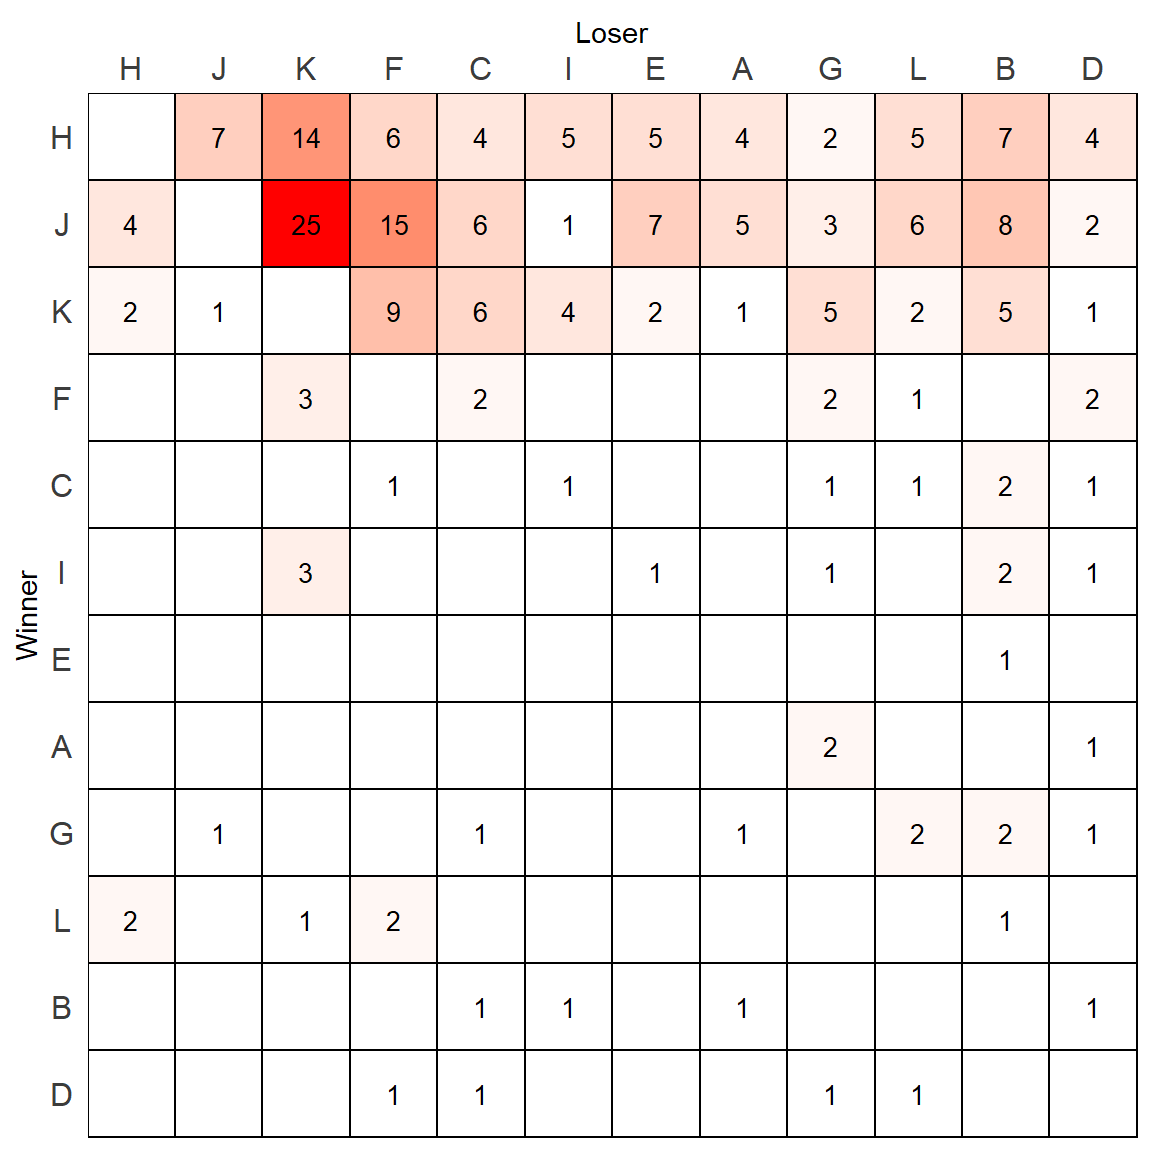 Loser
H J K F C I E A G L B D
H 7 14 6 4 5 5 4 2 5 7 4
J 4 25 15 6 1 7 5 3 6 8 2
K 2 1 9 6 4 2 1 5 2 5 1
F 3 2 2 1 2
C 1 1 1 1 2 1
I 3 1 1 2 1
Winner
E 1
A 2 1
G 1 1 1 2 2 1
L 2 1 2 1
B 1 1 1 1
D 1 1 1 1